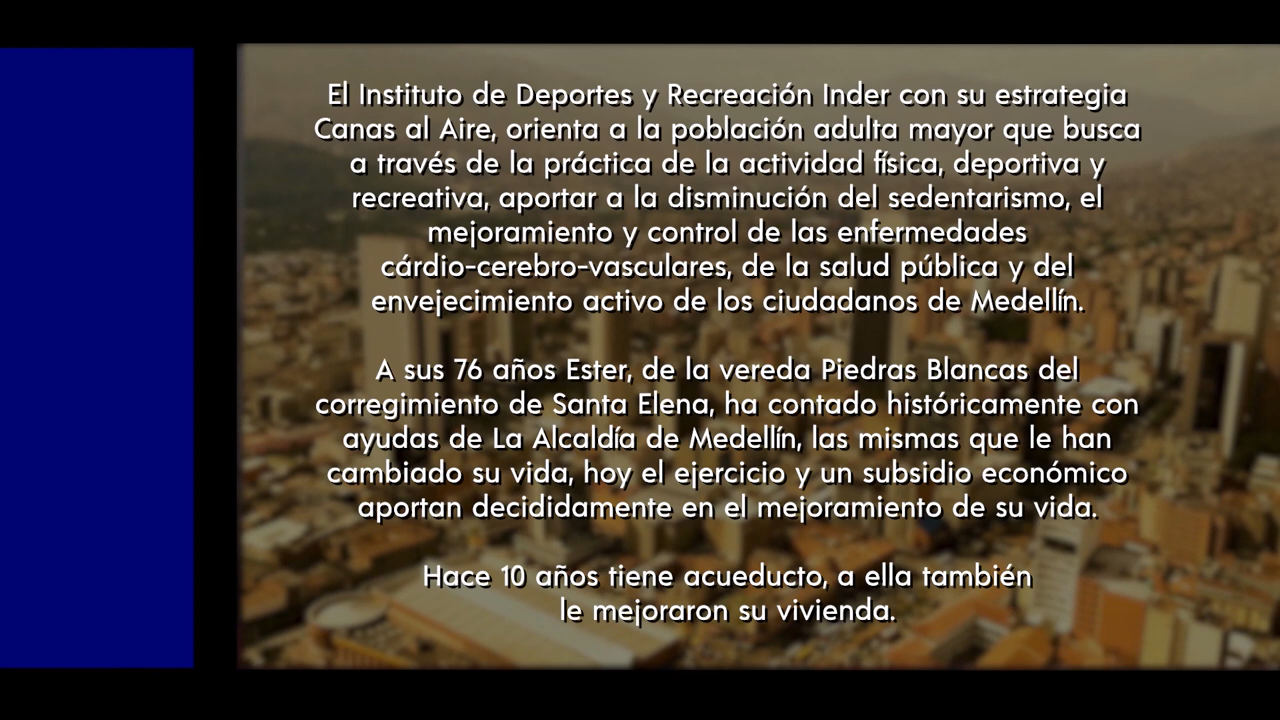 El Instituto de Deportes y Recreación Inder con su estrategia
Canas al Aire, orienta a la población adulta mayor que busca
a través de la práctica de la actividad física, deportiva y
recreativa, aportar a la disminución del sedentarismo, el
mejoramiento y control de las enfermedades
cárdio-cerebro-vasculares, de la salud pública y del
envejecimiento activo de los ciudadanos de Medellín.
A sus 76 años Ester, de la vereda Piedras Blancas del
corregimiento de Santa Elena, ha contado históricamente con
ayudas de La Alcaldía de Medellín, las mismas que le han
cambiado su vida, hoy el ejercicio y un subsidio económico
aportan decididamente en el mejoramiento de su vida.
Hace 10 años tiene acueducto, a ella también
le mejoraron su vivienda.